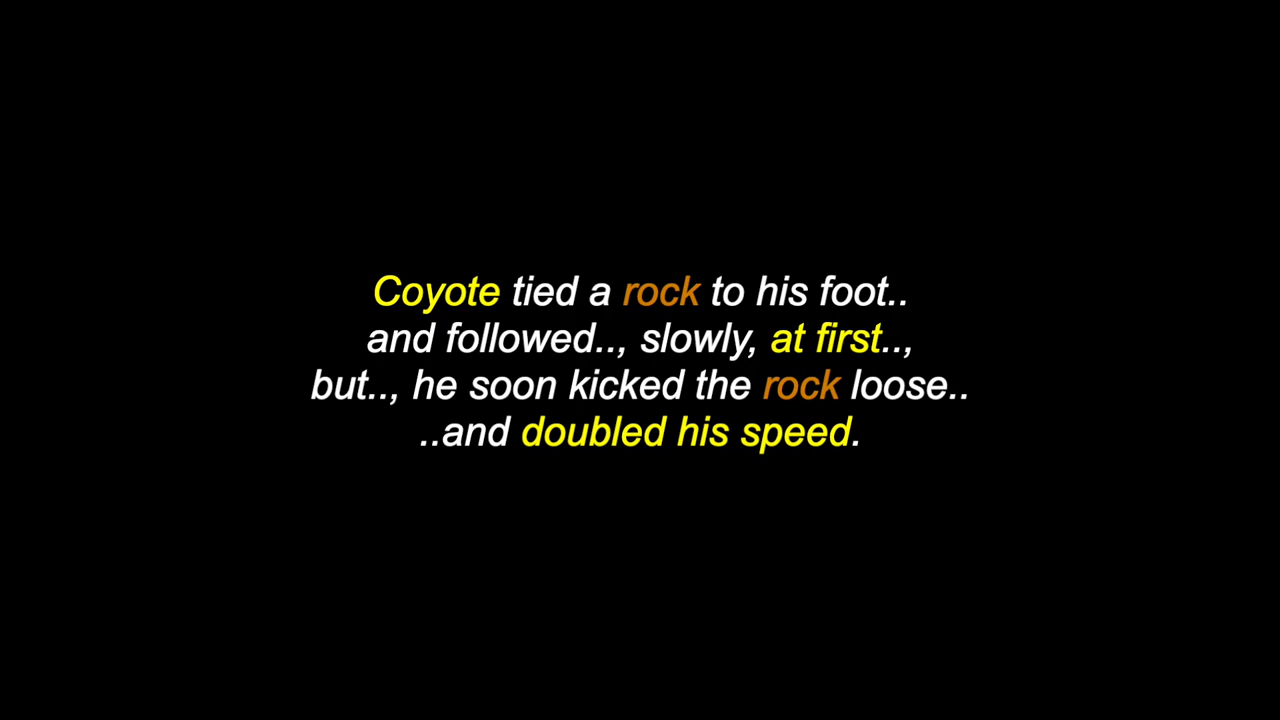 Coyote tied a rock to his foot..
and followed.., slowly, at first..,
but.., he soon kicked the rock loose..
..and doubled his speed.